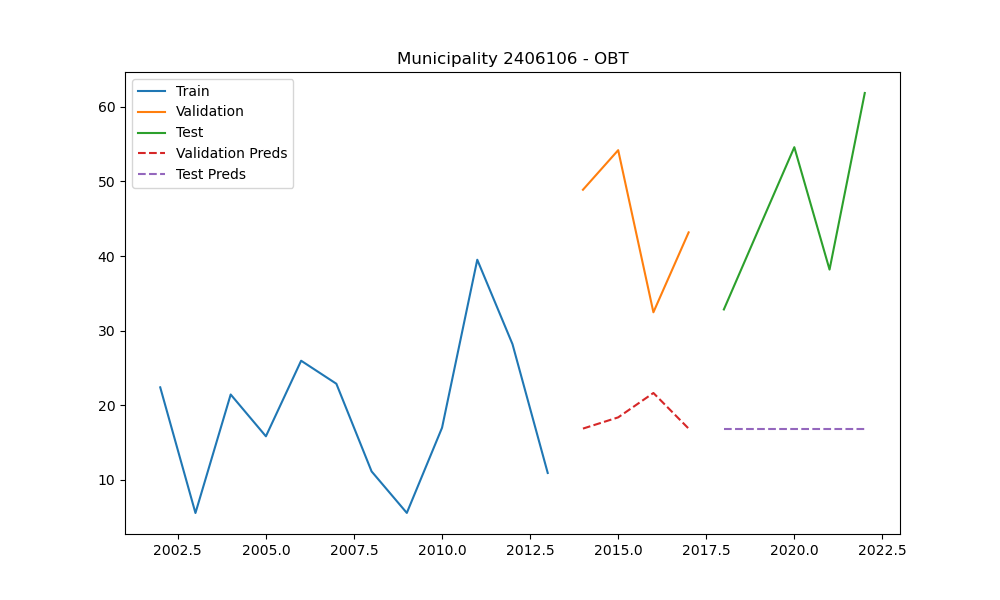 Municipality 2406106 - OBT
Train
Validation
Test
Validation Preds
Test Preds
60
50
40
30
20
10
2002.5 2005.0 2007.5 2010.0 2012.5 2015.0 2017.5 2020.0 2022.5